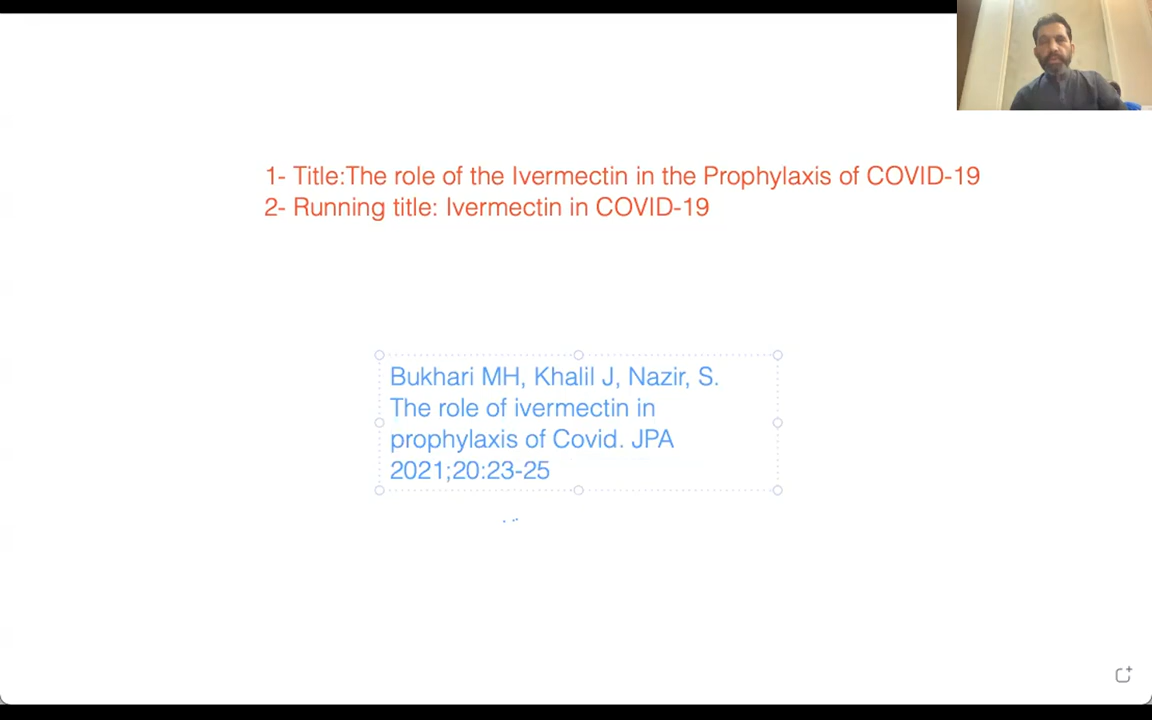 1- Title:The role of the Ivermectin in the Prophylaxis of COVID-19
2- Running title: Ivermectin in COVID-19
Bukhari MH, Khalil J, Nazir, S.
The role of ivermectin in
prophylaxis of Covid. JPA
2021;20:23-25